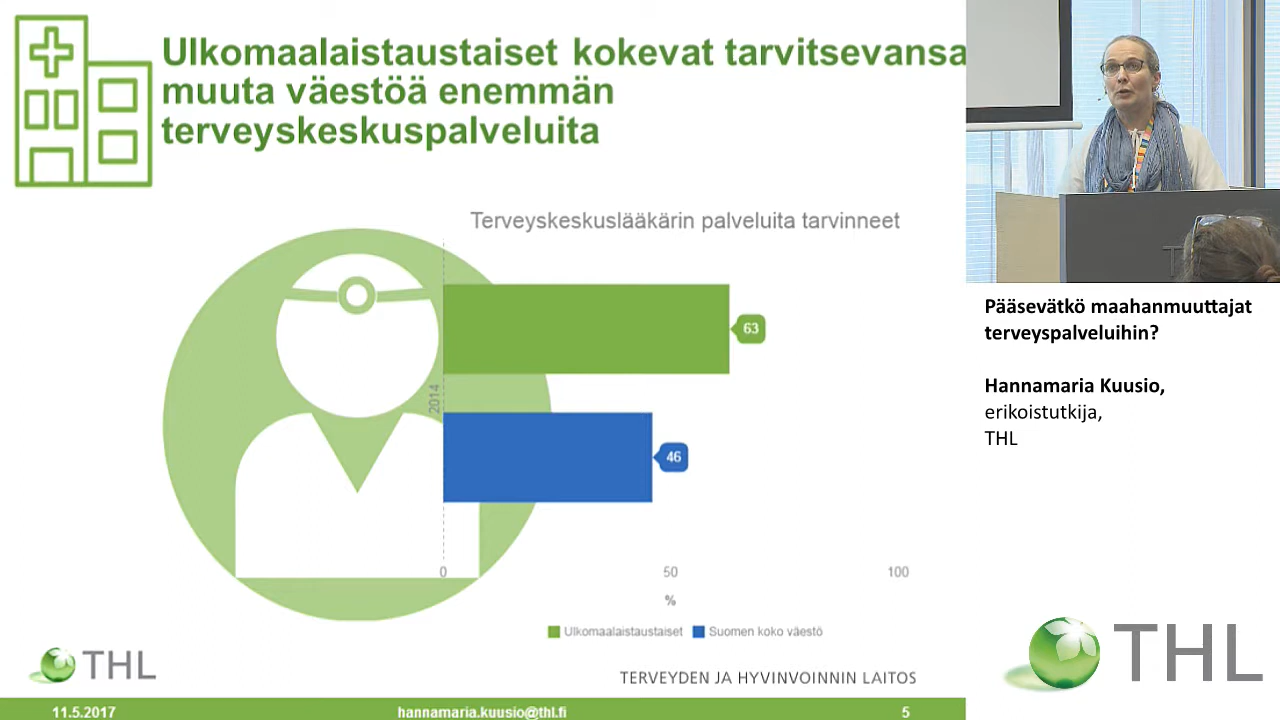 Ulkomaalaistaustaiset kokevat tarvitsevansa
muuta väestöä enemmän
terveyskeskuspalveluita
Terveyskeskuslääkärin palveluita tarvinneet
63
2014
46
0 50 100
%
Ulkomaalaistaustaiset Suomen koko väestö
THL
TERVEYDEN JA HYVINVOINNIN LAITOS
11.5.2017 hannamaria.kuusio@thl.fi 5
Pääsevätkö maahanmuuttajat
terveyspalveluihin?
Hannamaria Kuusio,
erikoistutkija,
THL
THL